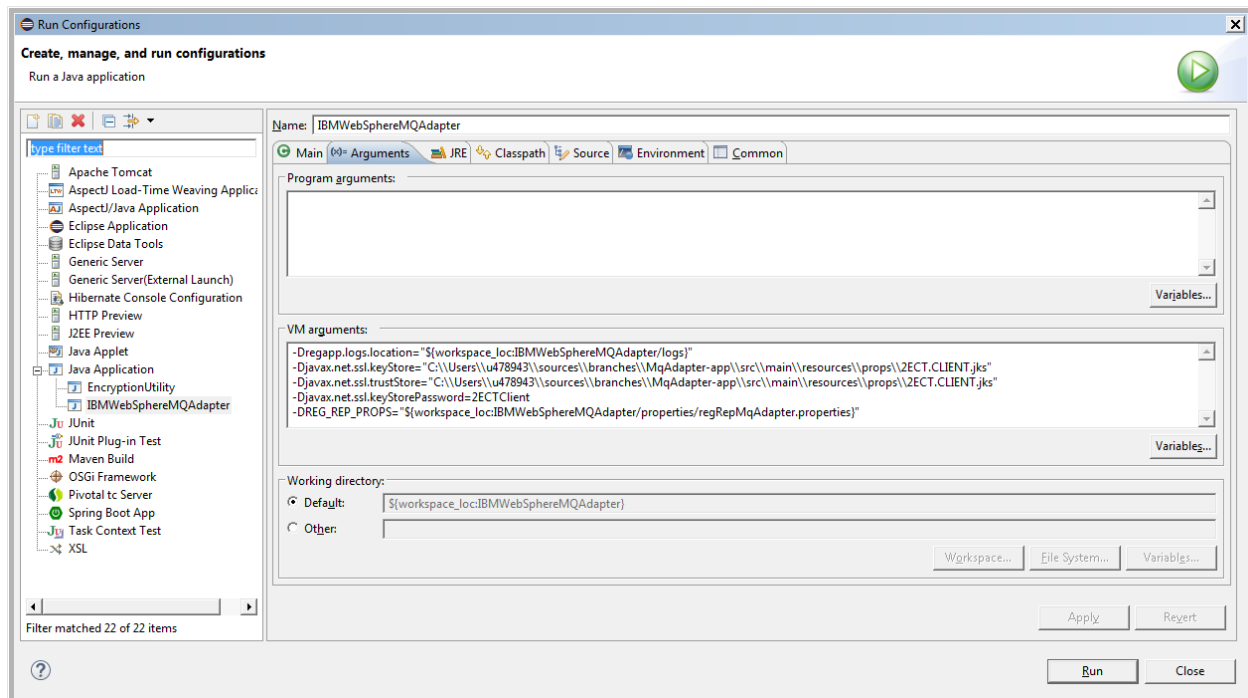 Run Configurations
Create, manage, and run configurations
Run a Java application
type filter text
Apache Tomcat
AspectJ Load-Time Weaving Applica
AspectJ/Java Application
Eclipse Application
Eclipse Data Tools
Generic Server
Generic Server(External Launch)
Hibernate Console Configuration
HTTP Preview
J2EE Preview
Java Applet
Java Application
EncryptionUtility
IBMWebSphereMQAdapter
JUnit
JUnit Plug-in Test
m2 Maven Build
OSGi Framework
Pivotal tc Server
Spring Boot App
Task Context Test
XSL
Filter matched 22 of 22 items
Name: IBMWebSphereMQAdapter
Main (x)= Arguments JRE Classpath Source Environment Common
Program arguments:
Variables...
VM arguments:
-Dregapp.logs.location="${workspace_loc:IBMWebSphereMQAdapter/logs}"
-Djavax.net.ssl.keyStore="C:\\Users\\u478943\\sources\\branches\\MqAdapter-app\\src\\main\\resources\\props\\2ECT.CLIENT.jks"
-Djavax.net.ssl.trustStore="C:\\Users\\u478943\\sources\\branches\\MqAdapter-app\\src\\main\\resources\\props\\2ECT.CLIENT.jks"
-Djavax.net.ssl.keyStorePassword=2ECTClient
-DREG_REP_PROPS="${workspace_loc:IBMWebSphereMQAdapter/properties/regRepMqAdapter.properties}"
Variables...
Working directory:
Default: ${workspace_loc:IBMWebSphereMQAdapter}
Other:
Workspace... File System... Variables...
Apply Revert
? Run Close